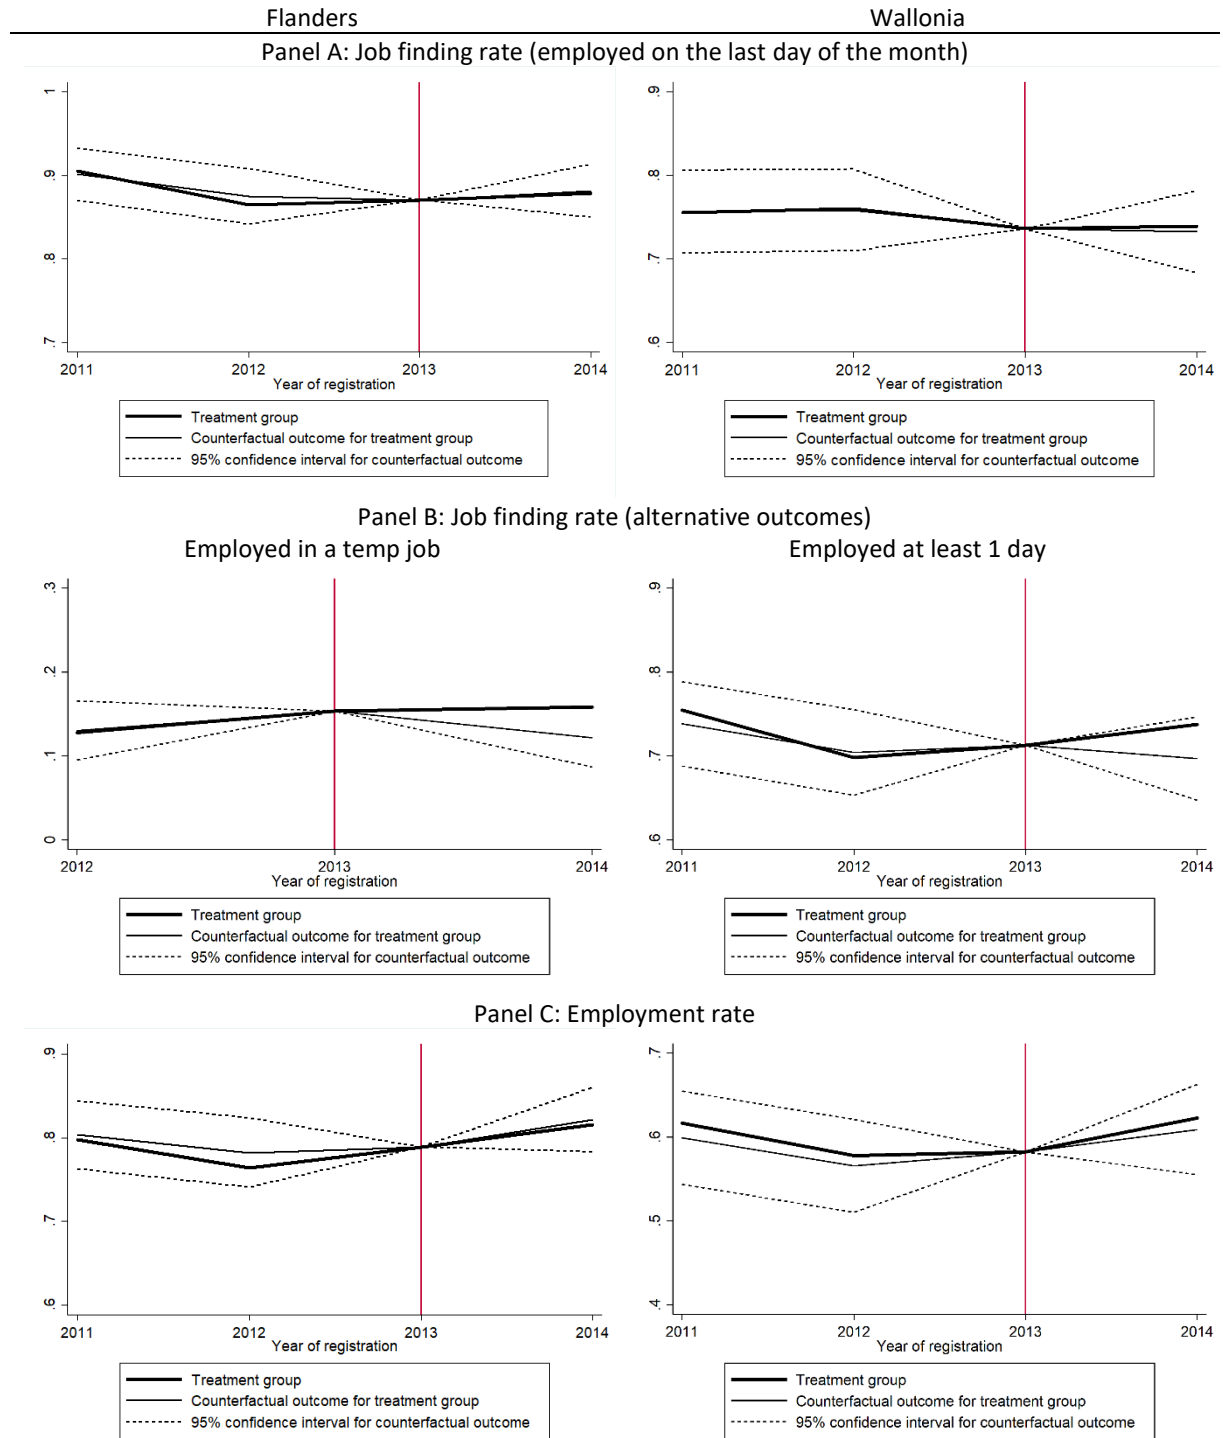 Flanders Wallonia
Panel A: Job finding rate (employed on the last day of the month)
1
.9
.8
.7
2011 2012 2013 2014
Year of registration
Treatment group
Counterfactual outcome for treatment group
95% confidence interval for counterfactual outcome
.9
.8
.7
.6
2011 2012 2013 2014
Year of registration
Treatment group
Counterfactual outcome for treatment group
95% confidence interval for counterfactual outcome
Panel B: Job finding rate (alternative outcomes)
Employed in a temp job Employed at least 1 day
.3
.2
.1
0
2012 2013 2014
Year of registration
Treatment group
Counterfactual outcome for treatment group
95% confidence interval for counterfactual outcome
.9
.8
.7
.6
2011 2012 2013 2014
Year of registration
Treatment group
Counterfactual outcome for treatment group
95% confidence interval for counterfactual outcome
Panel C: Employment rate
.9
.8
.7
.6
2011 2012 2013 2014
Year of registration
Treatment group
Counterfactual outcome for treatment group
95% confidence interval for counterfactual outcome
.7
.6
.5
.4
2011 2012 2013 2014
Year of registration
Treatment group
Counterfactual outcome for treatment group
95% confidence interval for counterfactual outcome